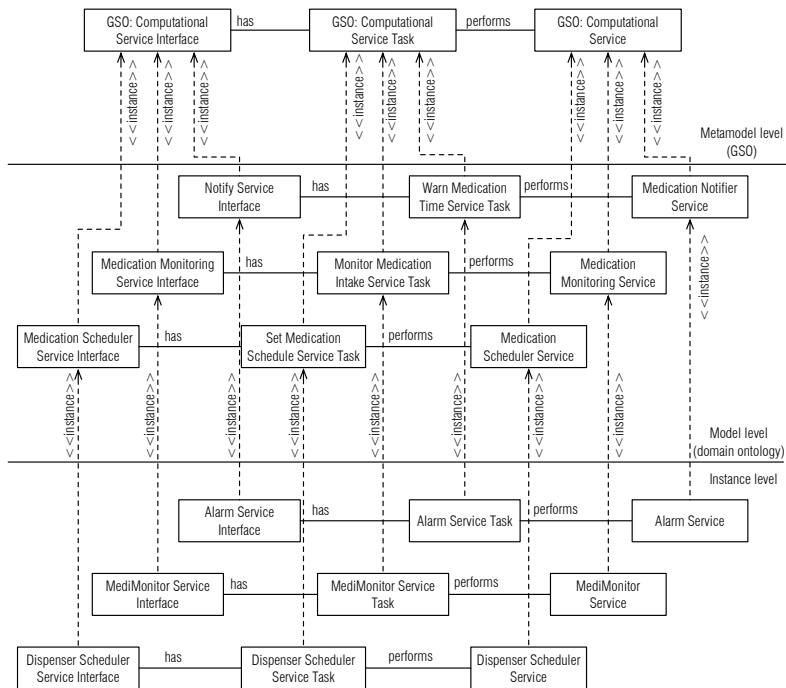 GSO: Computational
Service Interface
has
GSO: Computational
Service Task
performs
GSO: Computational
Service
<<instance>>
<<instance>>
<<instance>>
<<instance>>
<<instance>>
<<instance>>
<<instance>>
<<instance>>
<<instance>>
Metamodel level
(GSO)
Notify Service
Interface
has
Warn Medication
Time Service Task
performs
Medication Notifier
Service
Medication Monitoring
Service Interface
has
Monitor Medication
Intake Service Task
performs
Medication
Monitoring Service
<<instance>>
Medication Scheduler
Service Interface
has
Set Medication
Schedule Service Task
performs
Medication
Scheduler Service
<<instance>>
<<instance>>
<<instance>>
<<instance>>
<<instance>>
<<instance>>
<<instance>>
<<instance>>
Model level
(domain ontology)
Instance level
Alarm Service
Interface
has
Alarm Service Task
performs
Alarm Service
MediMonitor Service
Interface
has
MediMonitor Service
Task
performs
MediMonitor
Service
Dispenser Scheduler
Service Interface
has
Dispenser Scheduler
Service Task
performs
Dispenser Scheduler
Service